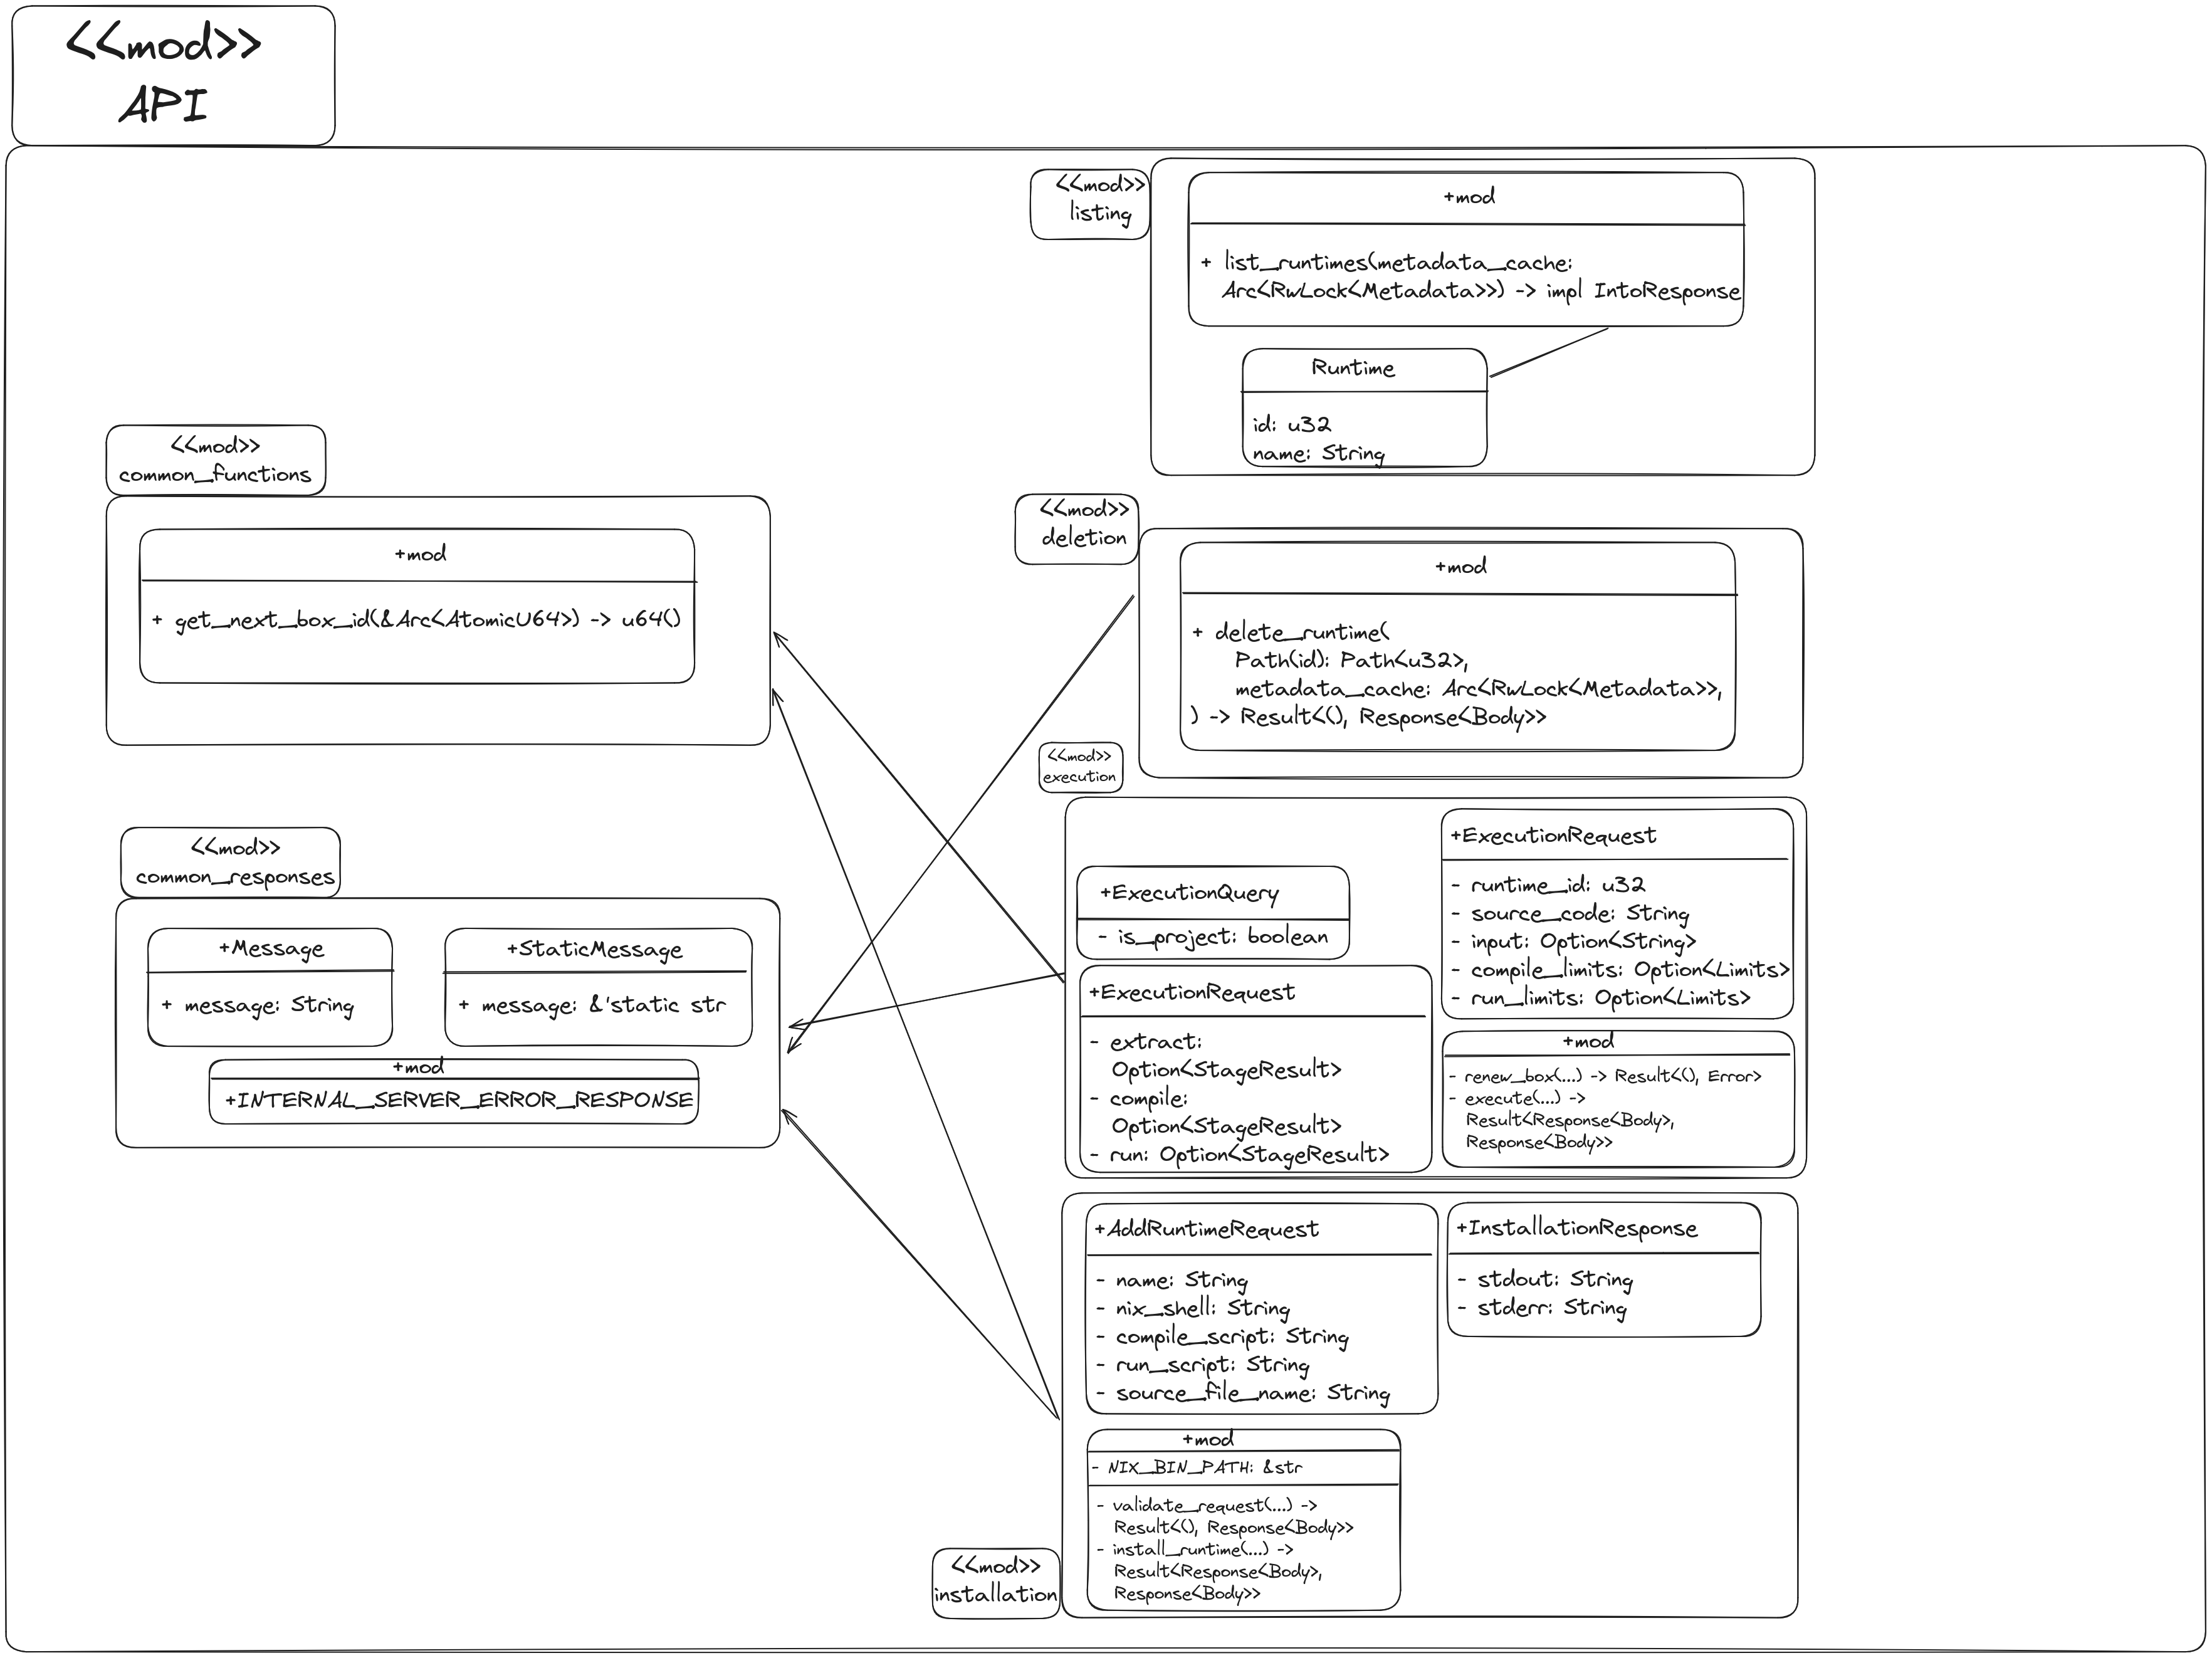 <<mod>>
API
<<mod>>
listing
+mod
+ list_runtimes(metadata_cache:
Arc<RwLock<Metadata>>) -> impl IntoResponse
Runtime
id: u32
name: String
<<mod>>
common_functions
+mod
+ get_next_box_id(&Arc<AtomicU64>) -> u64()
<<mod>>
deletion
+mod
+ delete_runtime(
Path(id): Path<u32>,
metadata_cache: Arc<RwLock<Metadata>>,
) -> Result<(), Response<Body>>
<<mod>>
common_responses
+Message
+ message: String
+StaticMessage
+ message: &'static str
+mod
+INTERNAL_SERVER_ERROR_RESPONSE
<<mod>>
execution
+ExecutionQuery
- is_project: boolean
+ExecutionRequest
- runtime_id: u32
- source_code: String
- input: Option<String>
- compile_limits: Option<Limits>
- run_limits: Option<Limits>
+ExecutionRequest
- extract:
Option<StageResult>
- compile:
Option<StageResult>
- run: Option<StageResult>
+mod
- renew_box(...) -> Result<(), Error>
- execute(...) ->
Result<Response<Body>,
Response<Body>>
+AddRuntimeRequest
- name: String
- nix_shell: String
- compile_script: String
- run_script: String
- source_file_name: String
+InstallationResponse
- stdout: String
- stderr: String
+mod
- NIX_BIN_PATH: &str
- validate_request(...) ->
Result<(), Response<Body>>
- install_runtime(...) ->
Result<Response<Body>,
Response<Body>>
<<mod>>
installation